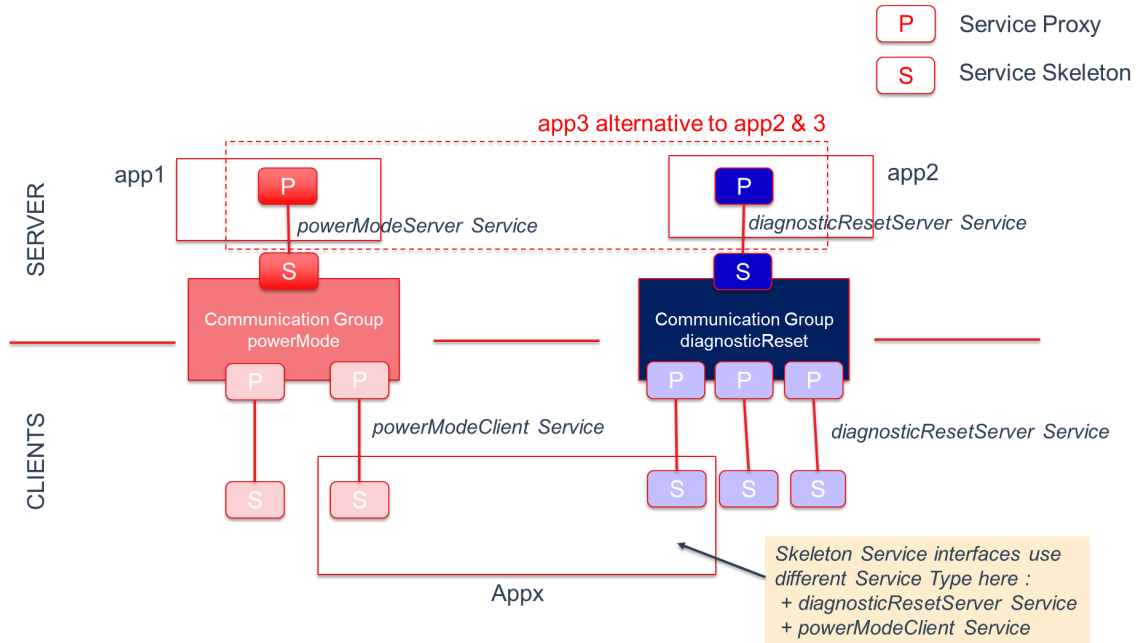 P Service Proxy
S Service Skeleton
app3 alternative to app2 & 3
app1
P
P
app2
powerModeServer Service
diagnosticResetServer Service
SERVER
S
S
Communication Group
powerMode
Communication Group
diagnosticReset
P
P
P
P
P
powerModeClient Service
diagnosticResetServer Service
CLIENTS
S
S
S
S
S
Skeleton Service interfaces use
different Service Type here :
+ diagnosticResetServer Service
+ powerModeClient Service
Appx